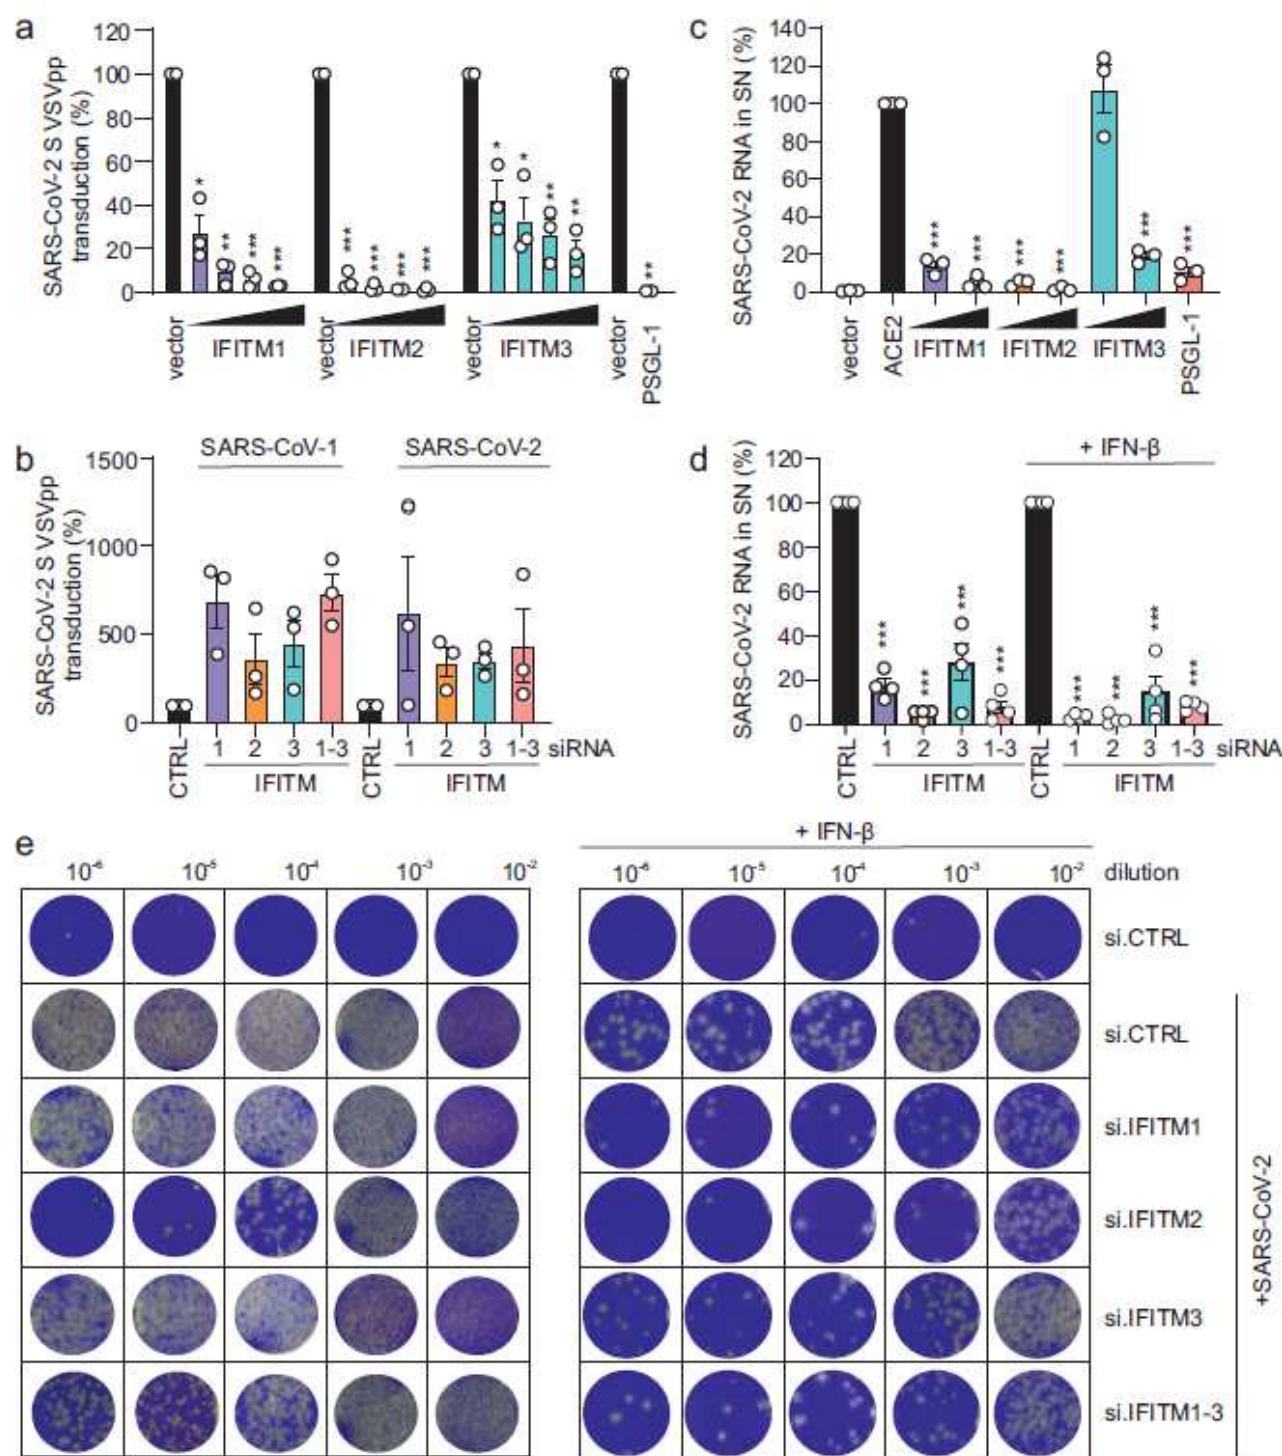 a
SARS-CoV-2 S VSVpp
transduction (%)
120
100
80
60
40
20
0
* ** *** ***
*** *** *** ***
* * ** **
**
vector IFITM1 vector IFITM2 vector IFITM3 vector PSGL-1
c
SARS-CoV-2 RNA in SN (%)
140
120
100
80
60
40
20
0
*** *** *** *** *** ***
vector ACE2 IFITM1 IFITM2 IFITM3 PSGL-1
b
SARS-CoV-2 S VSVpp
transduction (%)
SARS-CoV-1 SARS-CoV-2
1500
1000
500
0
CTRL 1 2 3 1-3 CTRL 1 2 3 1-3 siRNA
IFITM IFITM
d
SARS-CoV-2 RNA in SN (%)
+ IFN-β
120
100
80
60
40
20
0
*** *** *** *** *** *** *** ***
CTRL 1 2 3 1-3 CTRL 1 2 3 1-3 siRNA
IFITM IFITM
e
+ IFN-β
10⁻⁶ 10⁻⁵ 10⁻⁴ 10⁻³ 10⁻² 10⁻⁶ 10⁻⁵ 10⁻⁴ 10⁻³ 10⁻² dilution
si.CTRL
si.CTRL
si.IFITM1
si.IFITM2
si.IFITM3
si.IFITM1-3
+SARS-CoV-2